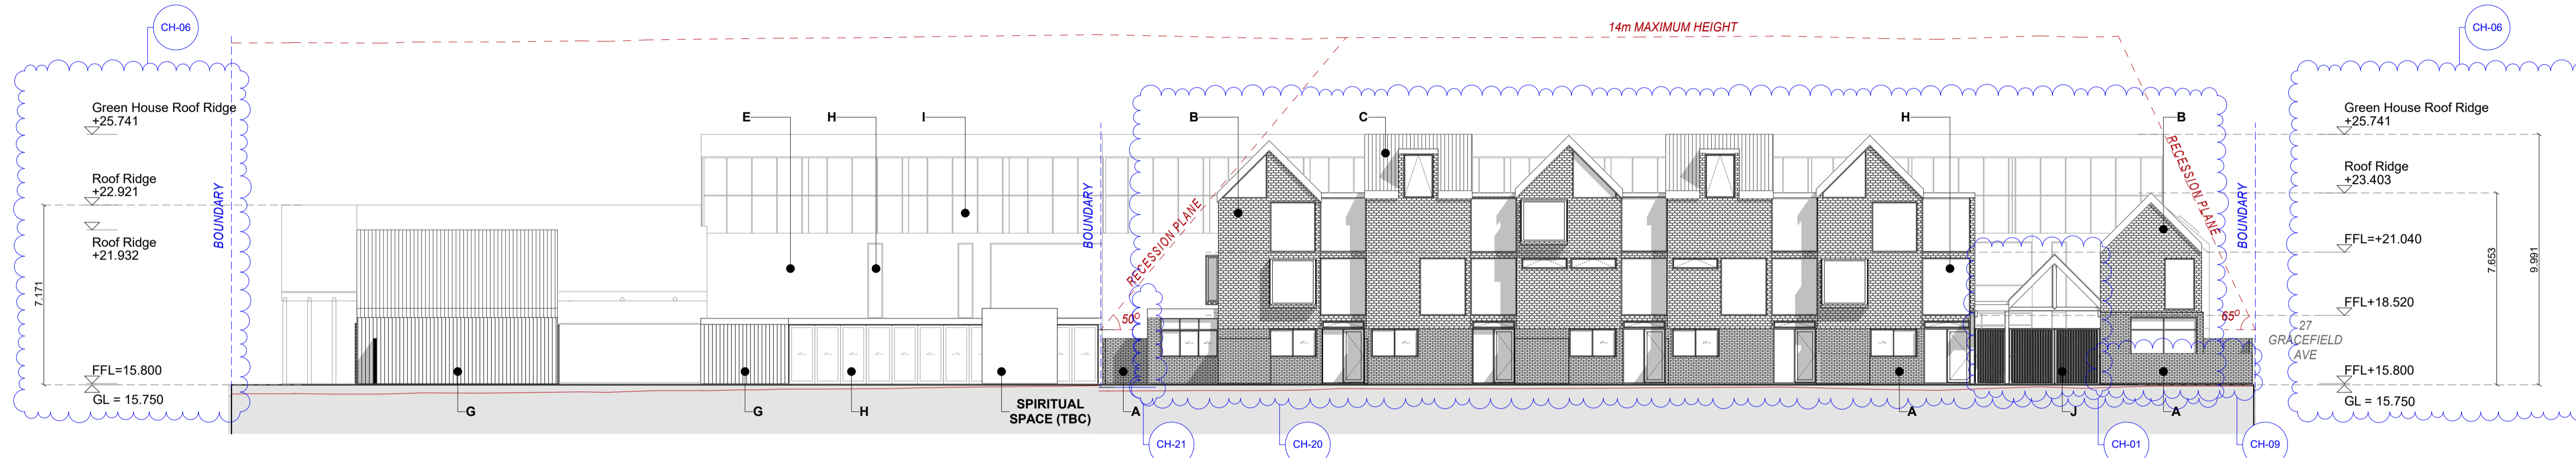 CH-06
14m MAXIMUM HEIGHT
CH-06
Green House Roof Ridge
+25.741
Roof Ridge
+22.921
Roof Ridge
+21.932
7.171
FFL=15.800
GL = 15.750
BOUNDARY
E
H
I
B
C
H
B
BOUNDARY
RECESSION PLANE
50°
RECESSION PLANE
65°
BOUNDARY
27
GRACEFIELD
AVE
Green House Roof Ridge
+25.741
Roof Ridge
+23.403
FFL=+21.040
FFL+18.520
FFL+15.800
GL = 15.750
7.653
9.991
G
G
H
SPIRITUAL
SPACE (TBC)
A
A
J
A
CH-21
CH-20
CH-01
CH-09